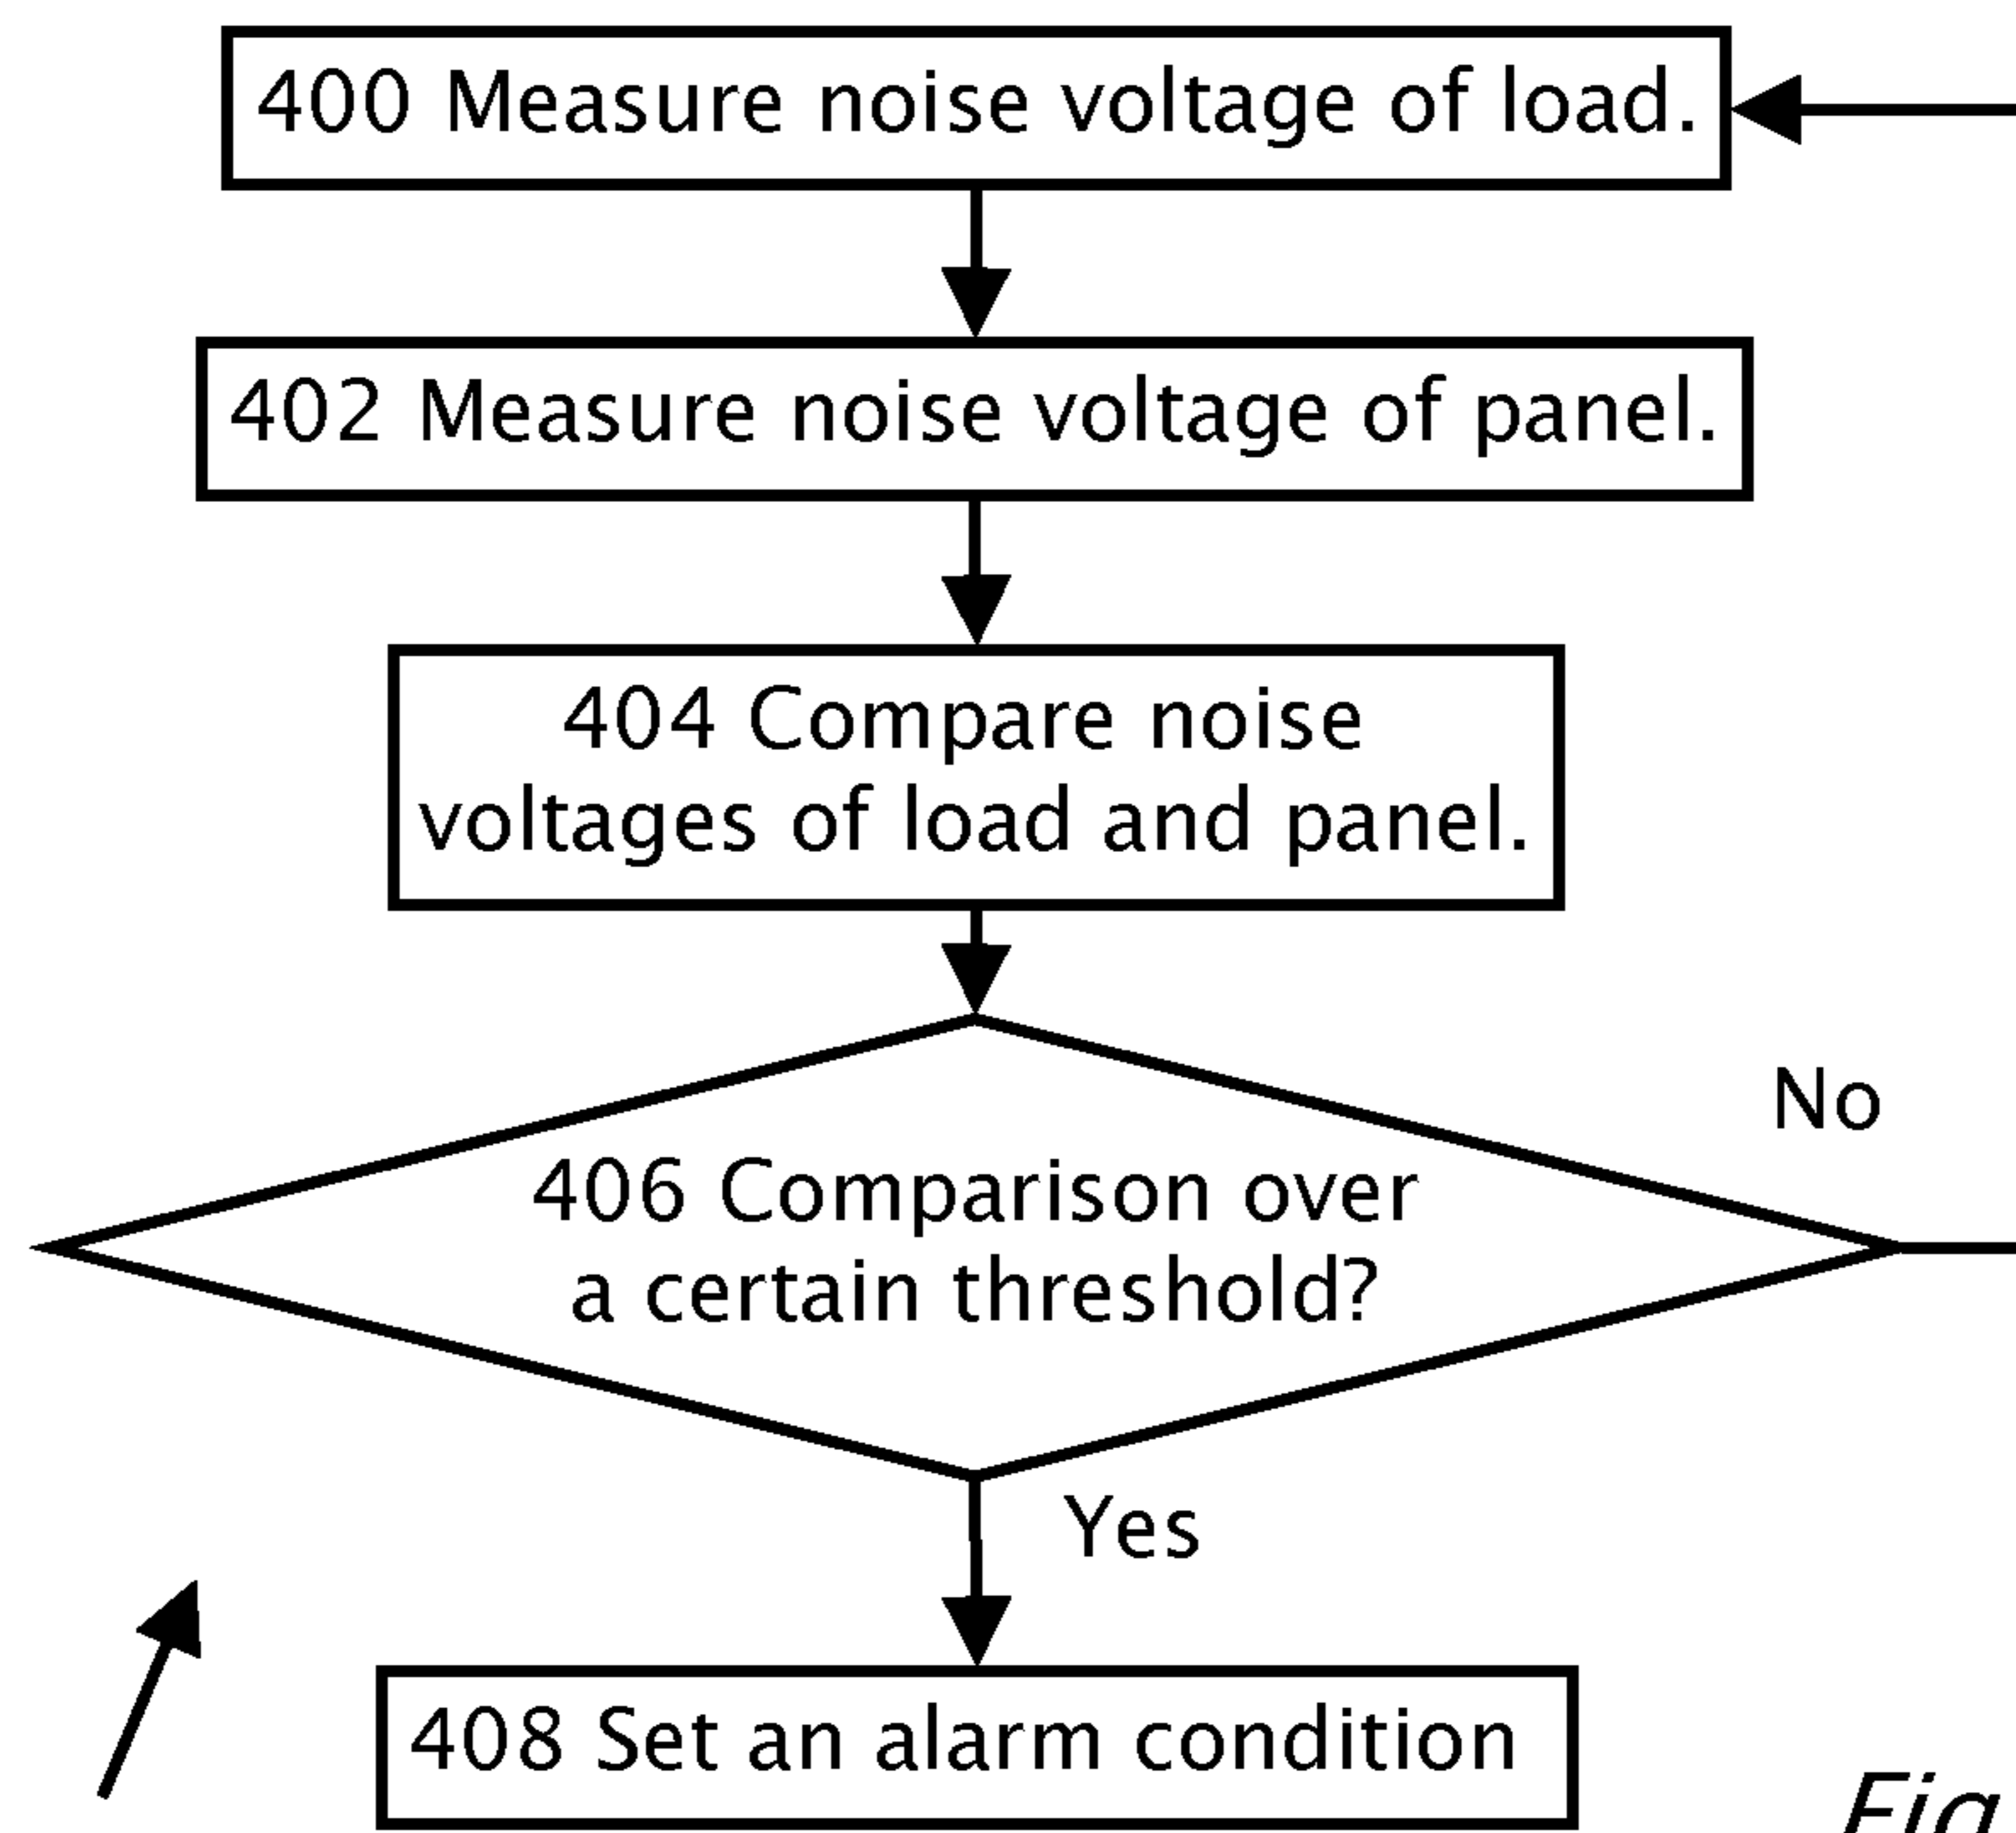 400 Measure noise voltage of load.
402 Measure noise voltage of panel.
404 Compare noise
voltages of load and panel.
No
406 Comparison over
a certain threshold?
Yes
408 Set an alarm condition
Fig